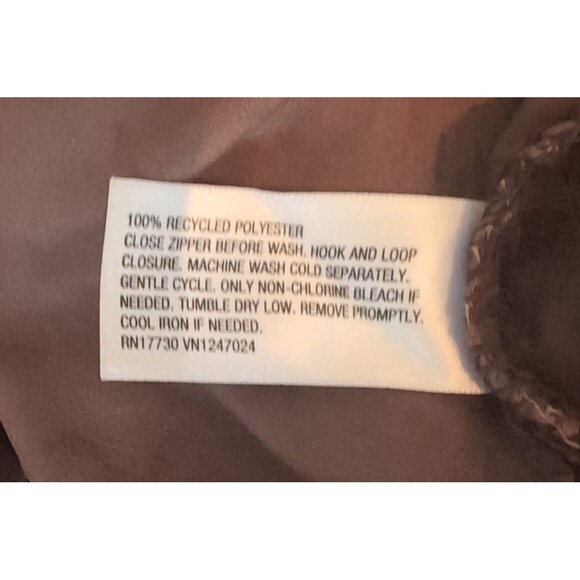 100% RECYCLED POLYESTER
CLOSE ZIPPER BEFORE WASH. HOOK AND LOOP
CLOSURE. MACHINE WASH COLD SEPARATELY.
GENTLE CYCLE. ONLY NON-CHLORINE BLEACH IF
NEEDED. TUMBLE DRY LOW. REMOVE PROMPTLY.
COOL IRON IF NEEDED.
RN17730 VN1247024